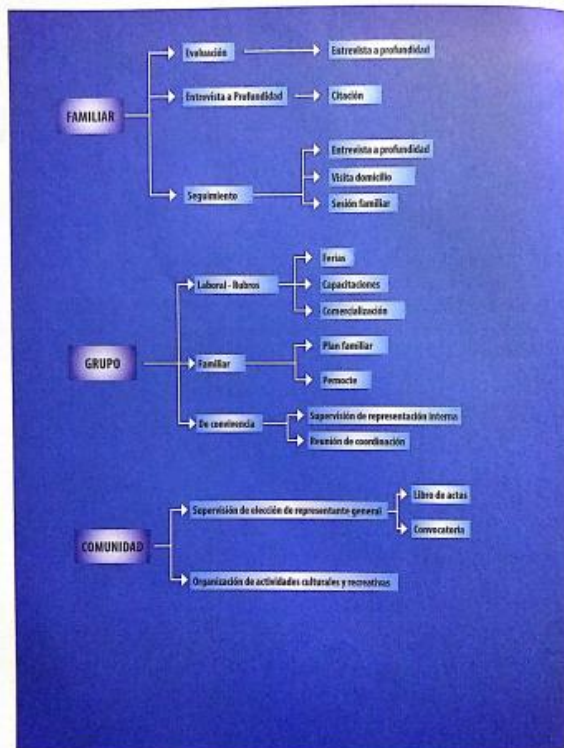 FAMILIAR
Evaluación
Entrevista a profundidad
Entrevista a Profundidad
Citación
Seguimiento
Entrevista a profundidad
Visita domicilio
Sesión familiar
GRUPO
Laboral - Rubros
Ferias
Capacitaciones
Comercialización
Familiar
Plan familiar
Pernocte
De convivencia
Supervisión de representación interna
Reunión de coordinación
COMUNIDAD
Supervisión de elección de representante general
Libro de actas
Convocatoria
Organización de actividades culturales y recreativas